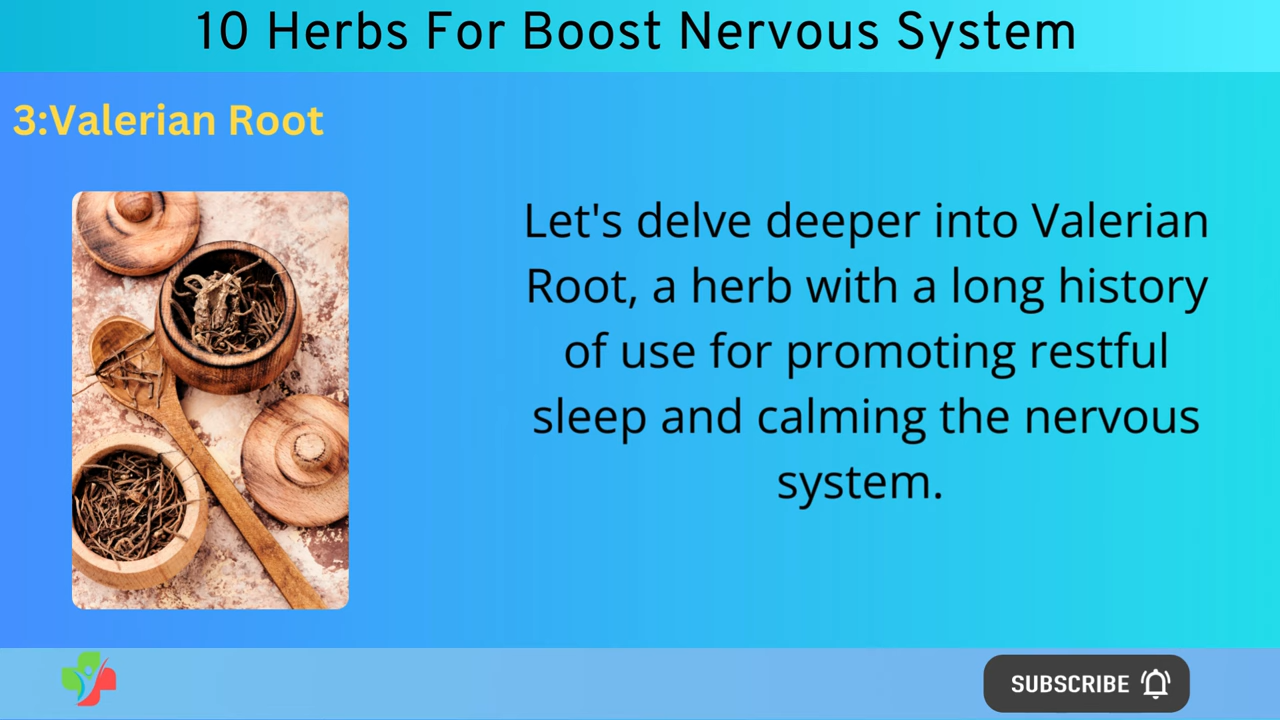 10 Herbs For Boost Nervous System
3:Valerian Root
Let's delve deeper into Valerian
Root, a herb with a long history
of use for promoting restful
sleep and calming the nervous
system.
SUBSCRIBE